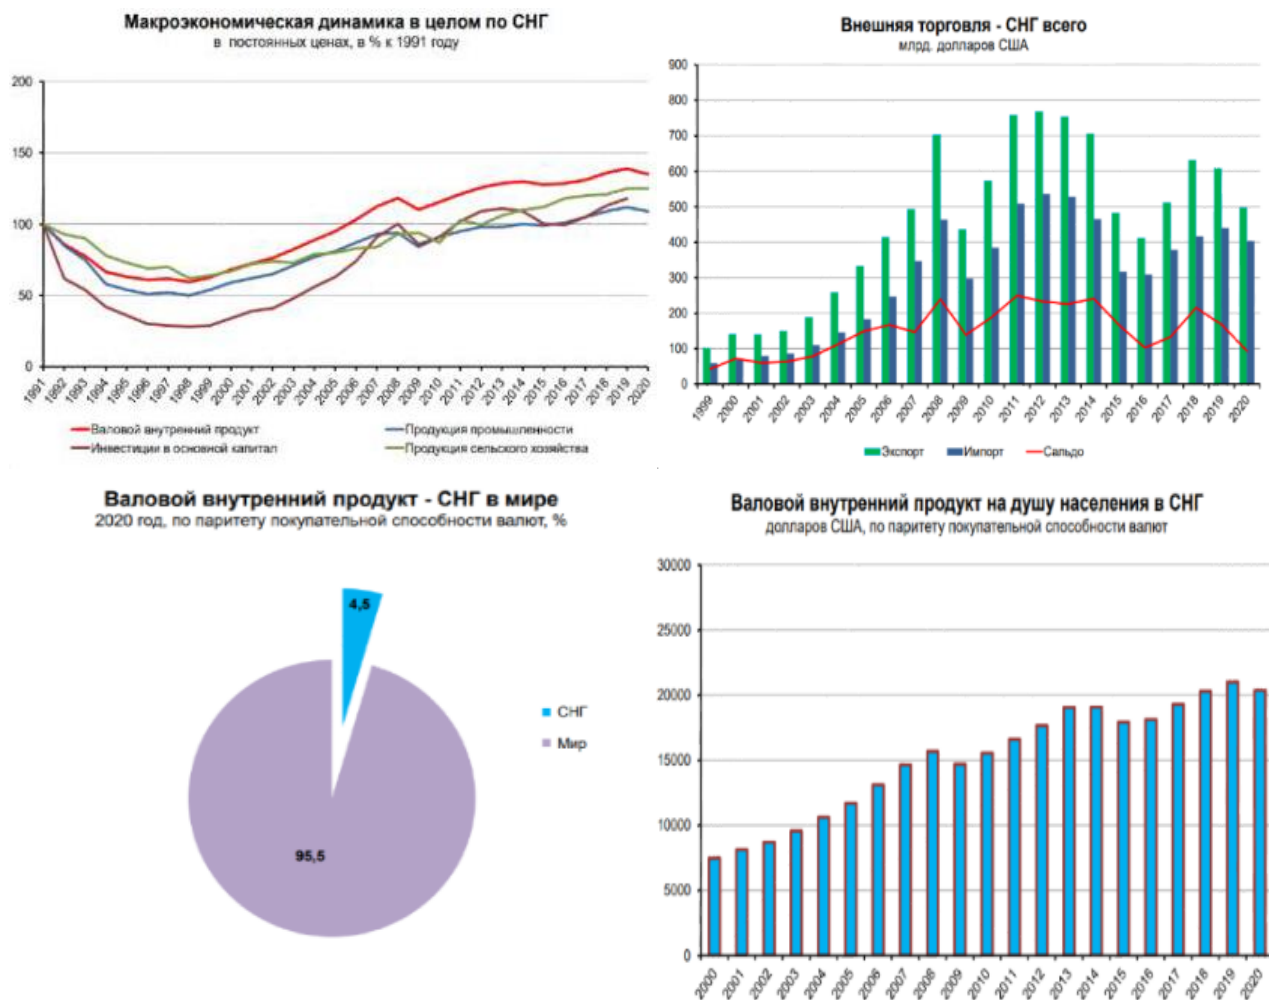 Макроэкономическая динамика в целом по СНГ
в постоянных ценах, в % к 1991 году
200
150
100
50
0
1991 1992 1993 1994 1995 1996 1997 1998 1999 2000 2001 2002 2003 2004 2005 2006 2007 2008 2009 2010 2011 2012 2013 2014 2015 2016 2017 2018 2019 2020
Валовой внутренний продукт
Продукция промышленности
Инвестиции в основной капитал
Продукция сельского хозяйства
Внешняя торговля - СНГ всего
млрд. долларов США
900
800
700
600
500
400
300
200
100
0
1999 2000 2001 2002 2003 2004 2005 2006 2007 2008 2009 2010 2011 2012 2013 2014 2015 2016 2017 2018 2019 2020
Экспорт
Импорт
Сальдо
Валовой внутренний продукт - СНГ в мире
2020 год, по паритету покупательной способности валют, %
4,5
СНГ
Мир
95,5
Валовой внутренний продукт на душу населения в СНГ
долларов США, по паритету покупательной способности валют
30000
25000
20000
15000
10000
5000
0
2000 2001 2002 2003 2004 2005 2006 2007 2008 2009 2010 2011 2012 2013 2014 2015 2016 2017 2018 2019 2020